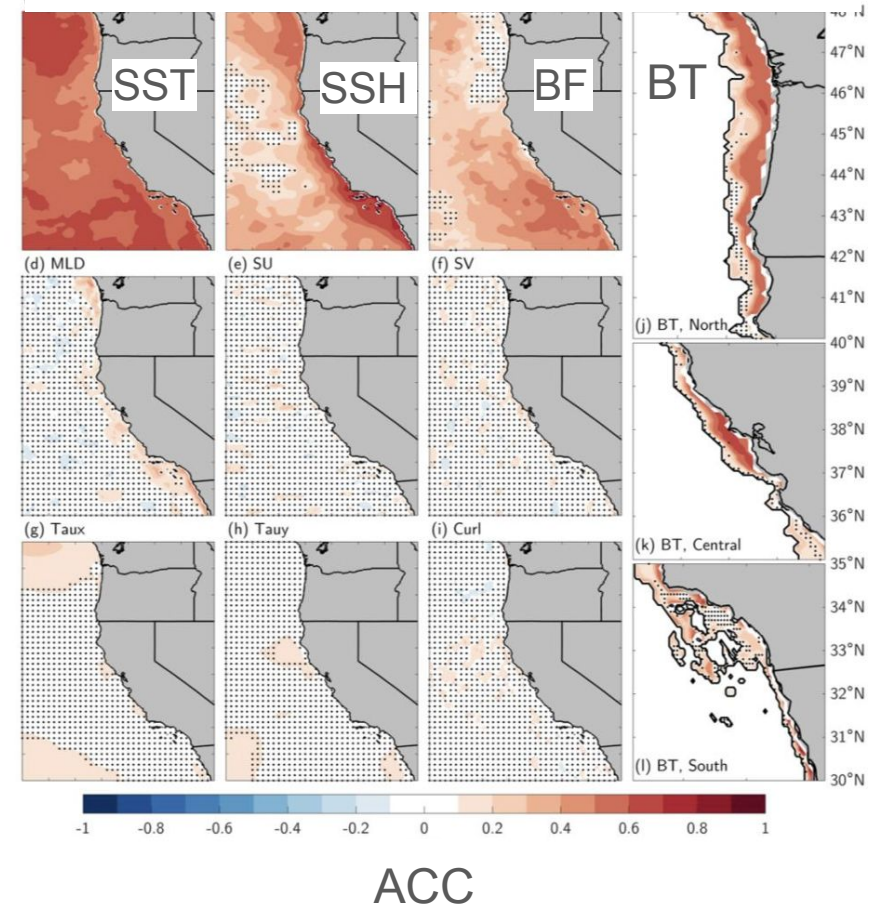 SST SSH BF BT
48°N
47°N
46°N
45°N
44°N
43°N
42°N
41°N
(d) MLD (e) SU (f) SV
(j) BT, North
40°N
39°N
38°N
37°N
36°N
(g) Taux (h) Tauy (i) Curl
(k) BT, Central
35°N
34°N
33°N
32°N
31°N
30°N
(l) BT, South
-1 -0.8 -0.6 -0.4 -0.2 0 0.2 0.4 0.6 0.8 1
ACC